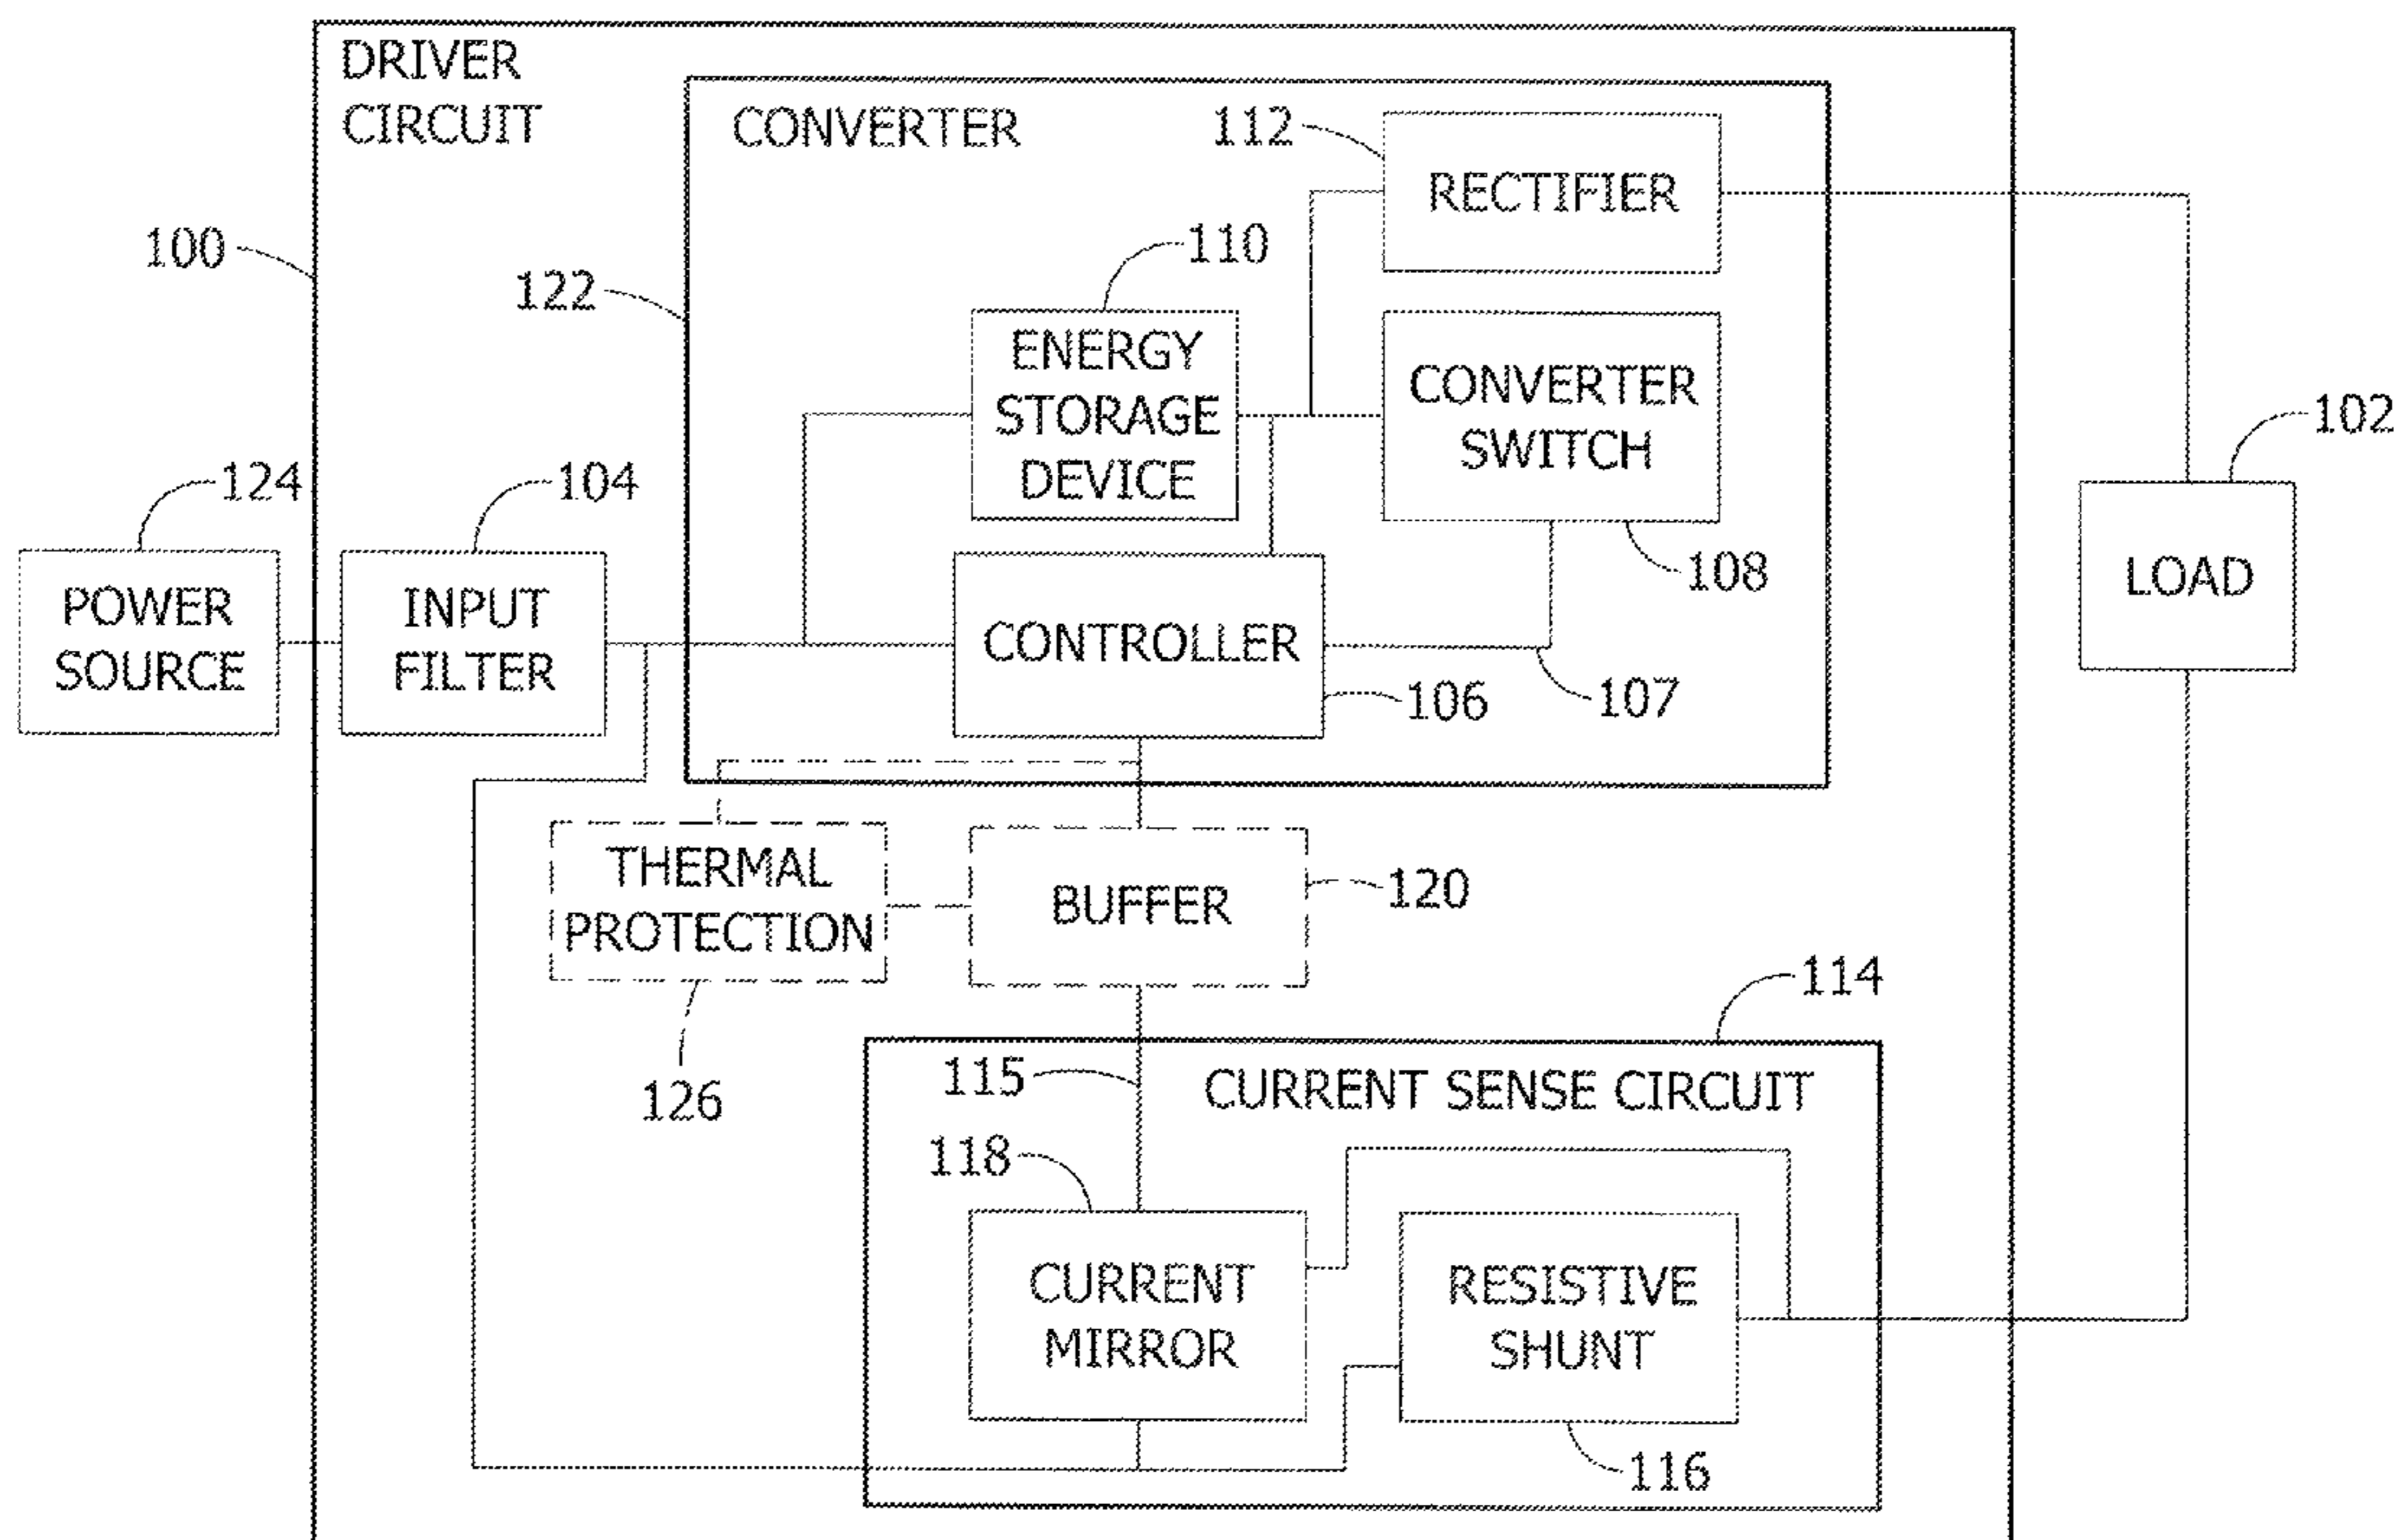 DRIVER
CIRCUIT
CONVERTER
112
RECTIFIER
100
110
122
ENERGY
STORAGE
DEVICE
CONVERTER
SWITCH
102
124
104
108
POWER
SOURCE
INPUT
FILTER
CONTROLLER
LOAD
106
107
THERMAL
PROTECTION
BUFFER
120
114
126
115
CURRENT SENSE CIRCUIT
118
CURRENT
MIRROR
RESISTIVE
SHUNT
116